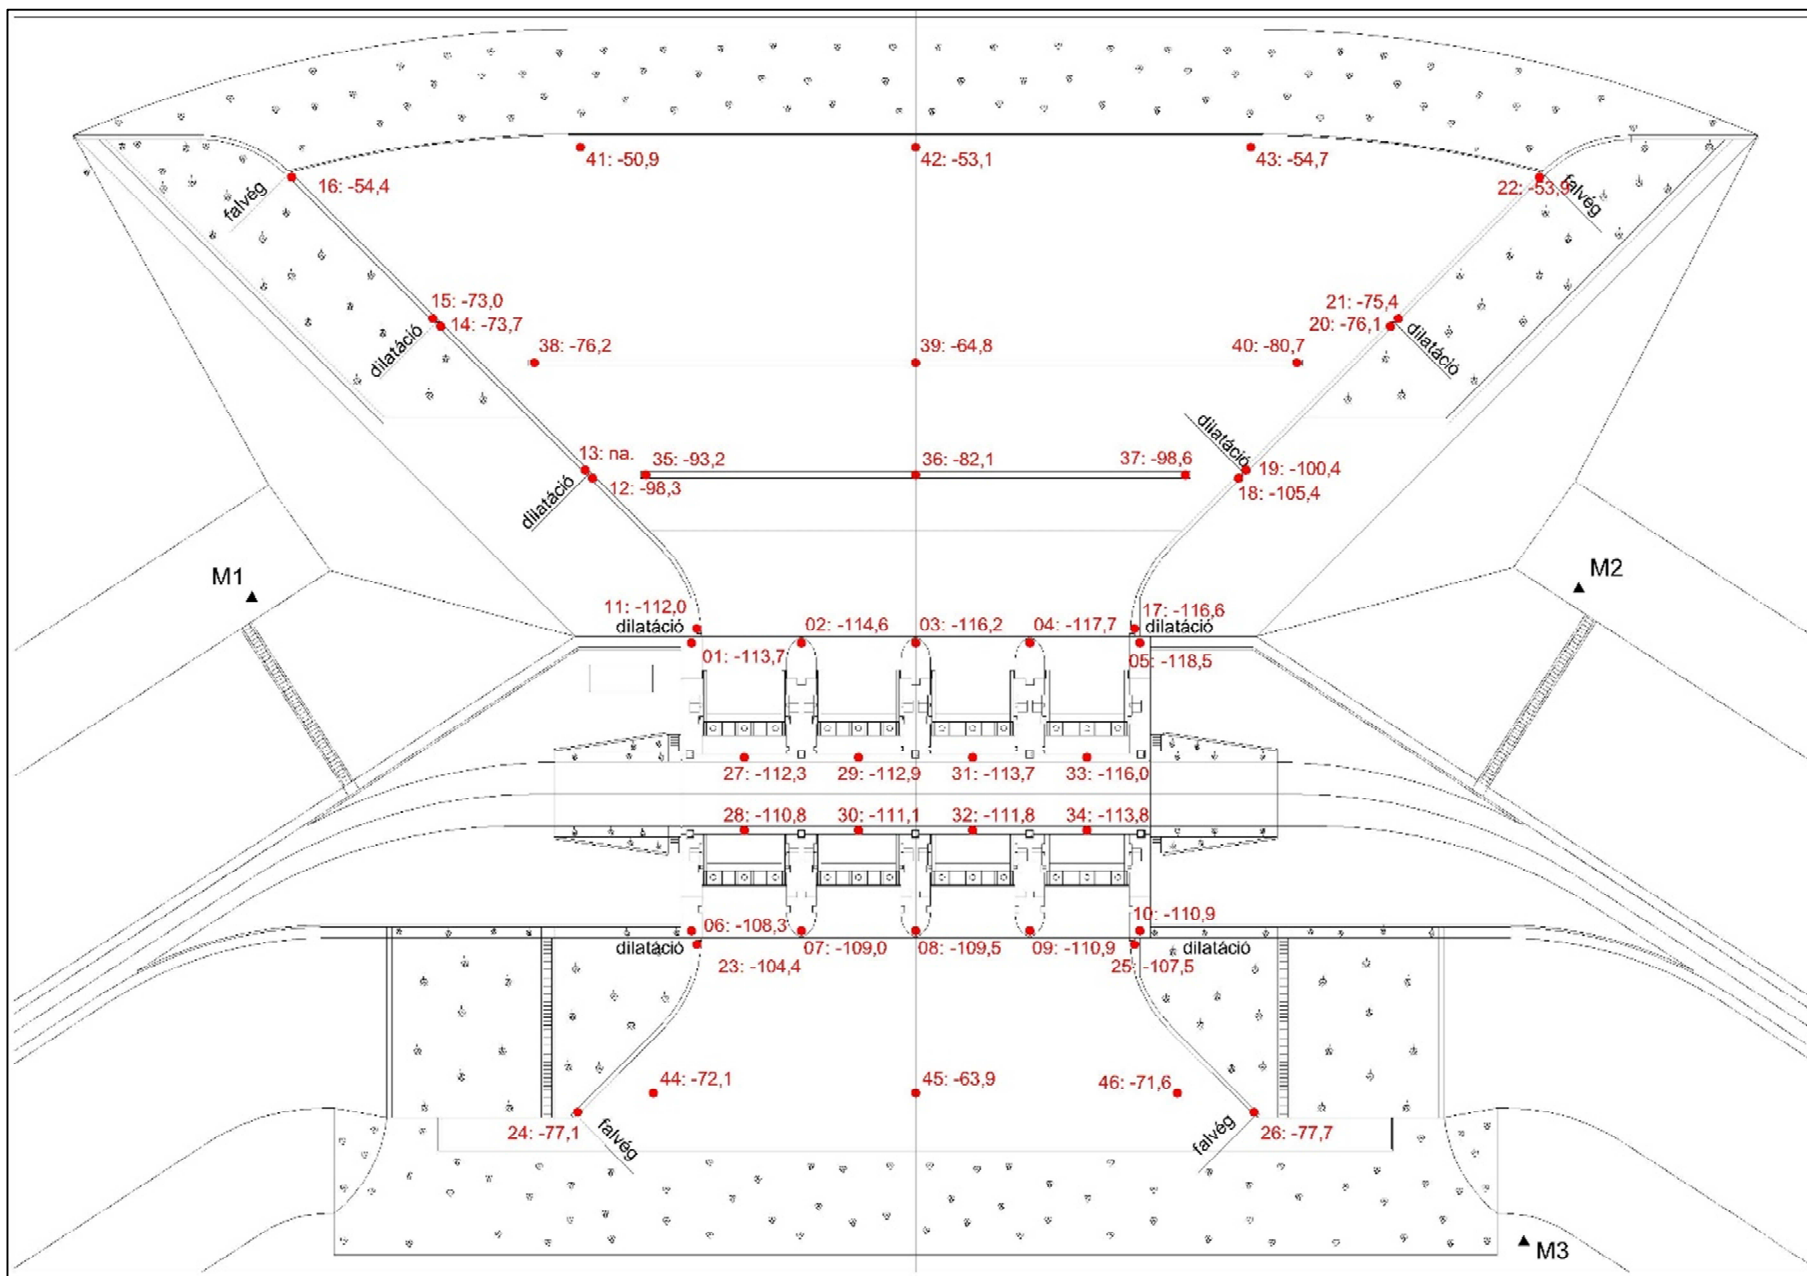 41: -50,9
42: -53,1
43: -54,7
16: -54,4
22: -53,9
falvég
falvég
15: -73,0
21: -75,4
14: -73,7
20: -76,1
dilatáció
dilatáció
38: -76,2
39: -64,8
40: -80,7
dilatáció
13: na.
35: -93,2
36: -82,1
37: -98,6
19: -100,4
12: -98,3
18: -105,4
dilatáció
M1
M2
11: -112,0
17: -116,6
dilatáció
02: -114,6
03: -116,2
04: -117,7
dilatáció
01: -113,7
05: -118,5
27: -112,3
29: -112,9
31: -113,7
33: -116,0
28: -110,8
30: -111,1
32: -111,8
34: -113,8
06: -108,3
10: -110,9
dilatáció
07: -109,0
08: -109,5
09: -110,9
dilatáció
23: -104,4
25: -107,5
44: -72,1
45: -63,9
46: -71,6
24: -77,1
falvég
falvég
26: -77,7
M3